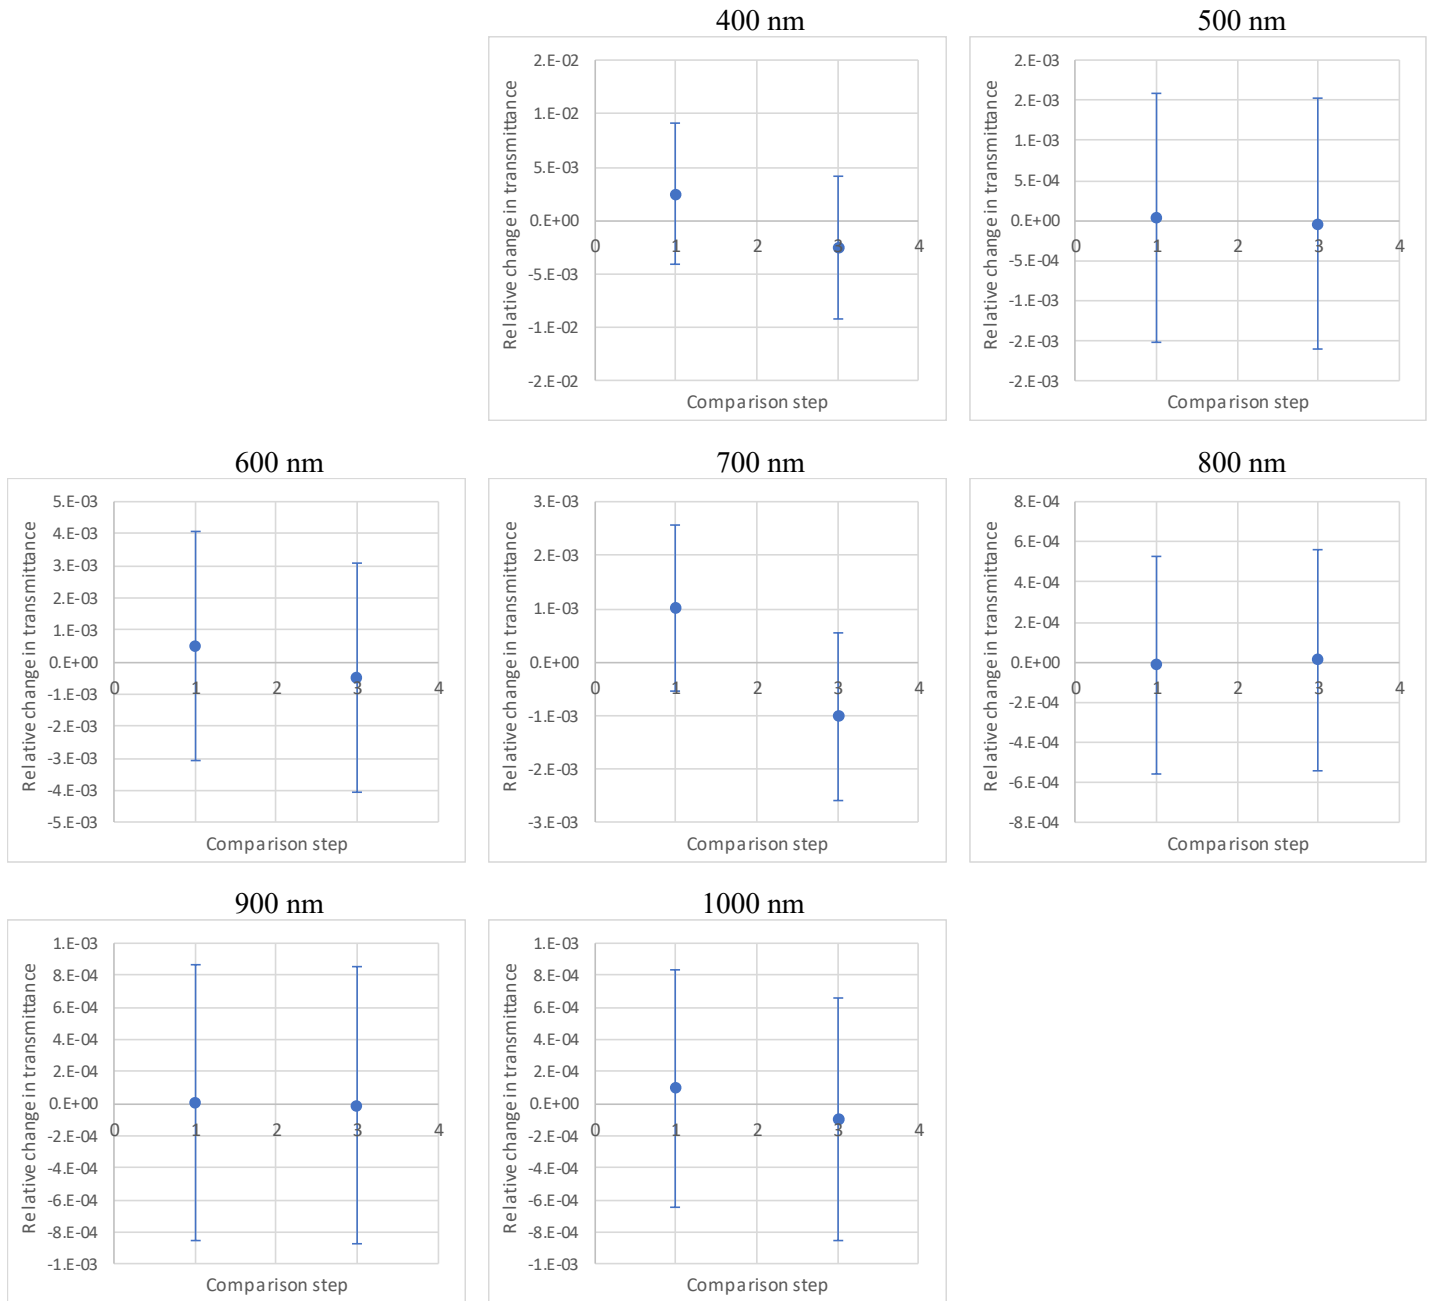 400 nm
Relative change in transmittance
2.E-02
1.E-02
5.E-03
0.E+00
-5.E-03
-1.E-02
-2.E-02
0 1 2 3 4
Comparison step
500 nm
Relative change in transmittance
2.E-03
2.E-03
1.E-03
5.E-04
0.E+00
-5.E-04
-1.E-03
-2.E-03
-2.E-03
0 1 2 3 4
Comparison step
600 nm
Relative change in transmittance
5.E-03
4.E-03
3.E-03
2.E-03
1.E-03
0.E+00
-1.E-03
-2.E-03
-3.E-03
-4.E-03
-5.E-03
0 1 2 3 4
Comparison step
700 nm
Relative change in transmittance
3.E-03
2.E-03
1.E-03
0.E+00
-1.E-03
-2.E-03
-3.E-03
0 1 2 3 4
Comparison step
800 nm
Relative change in transmittance
8.E-04
6.E-04
4.E-04
2.E-04
0.E+00
-2.E-04
-4.E-04
-6.E-04
-8.E-04
0 1 2 3 4
Comparison step
900 nm
Relative change in transmittance
1.E-03
8.E-04
6.E-04
4.E-04
2.E-04
0.E+00
-2.E-04
-4.E-04
-6.E-04
-8.E-04
-1.E-03
0 1 2 3 4
Comparison step
1000 nm
Relative change in transmittance
1.E-03
8.E-04
6.E-04
4.E-04
2.E-04
0.E+00
-2.E-04
-4.E-04
-6.E-04
-8.E-04
-1.E-03
0 1 2 3 4
Comparison step